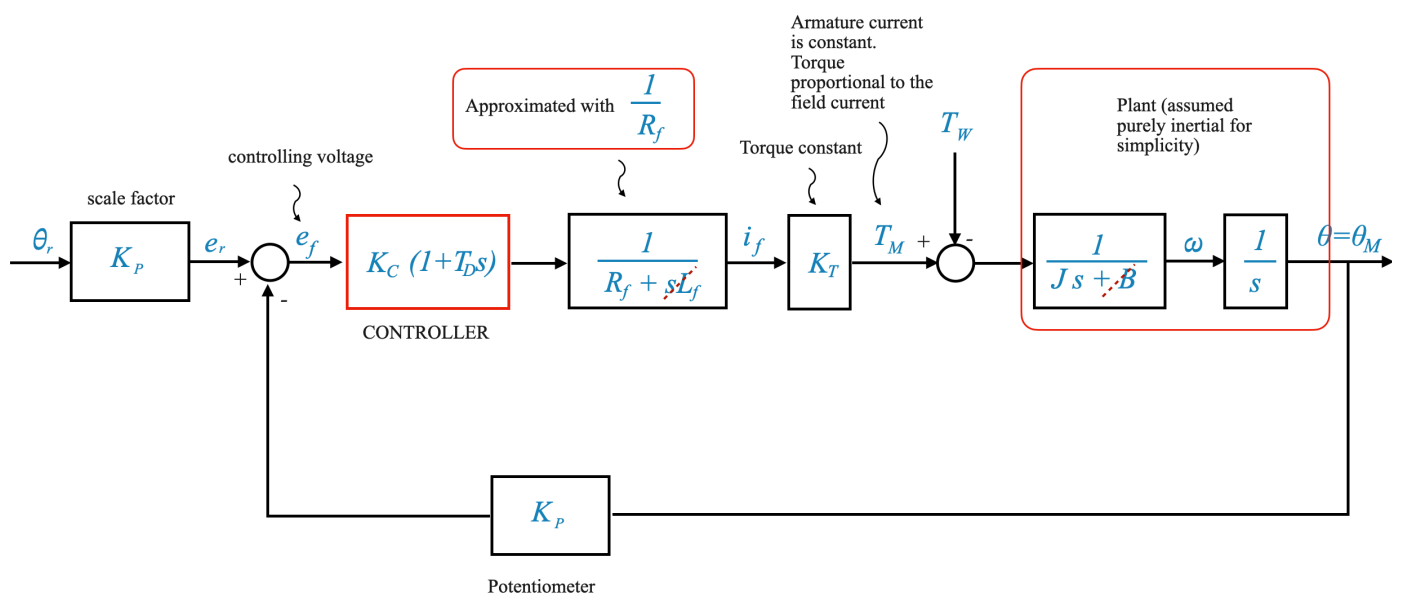 Armature current
is constant.
Torque
proportional to the
field current
Approximated with 1/R_f
Plant (assumed
purely inertial for
simplicity)
T_W
Torque constant
controlling voltage
scale factor
θ_r
K_P
e_r
+
-
e_f
K_C (1+T_D s)
1/(R_f + sL_f)
i_f
K_T
T_M
+
-
1/(J s + B)
ω
1/s
θ=θ_M
CONTROLLER
K_P
Potentiometer